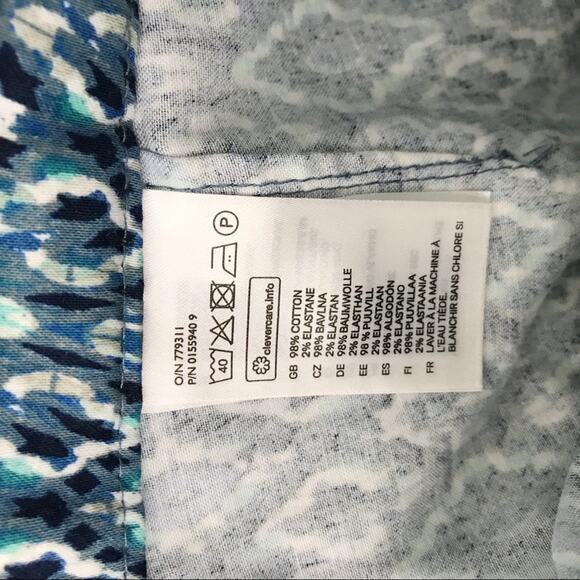 O/N 779311
P/N 0155940 9
40
P
clevercare.info
GB 98% COTTON
2% ELASTANE
CZ 98% BAVLNA
2% ELASTAN
DE 98% BAUMWOLLE
2% ELASTHAN
EE 98 % PUUVILL
2% ELASTAAN
ES 98% ALGODÓN
2% ELASTANO
FI 98% PUUVILLAA
2% ELASTAANIA
FR LAVER À LA MACHINE À
L'EAU TIÈDE.
BLANCHIR SANS CHLORE SI